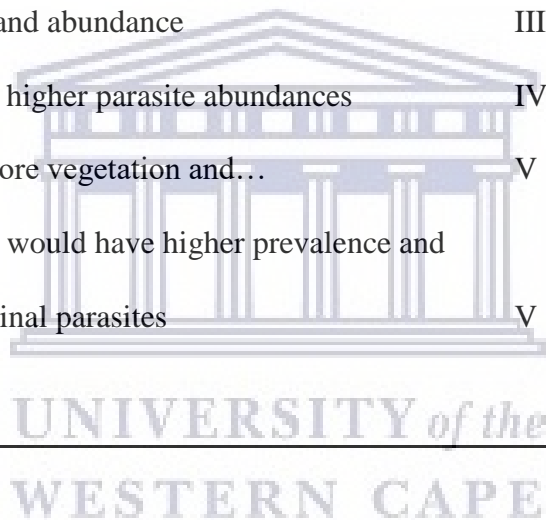 and abundance III
higher parasite abundances IV
ore vegetation and… V
would have higher prevalence and
inal parasites V
UNIVERSITY of the
WESTERN CAPE